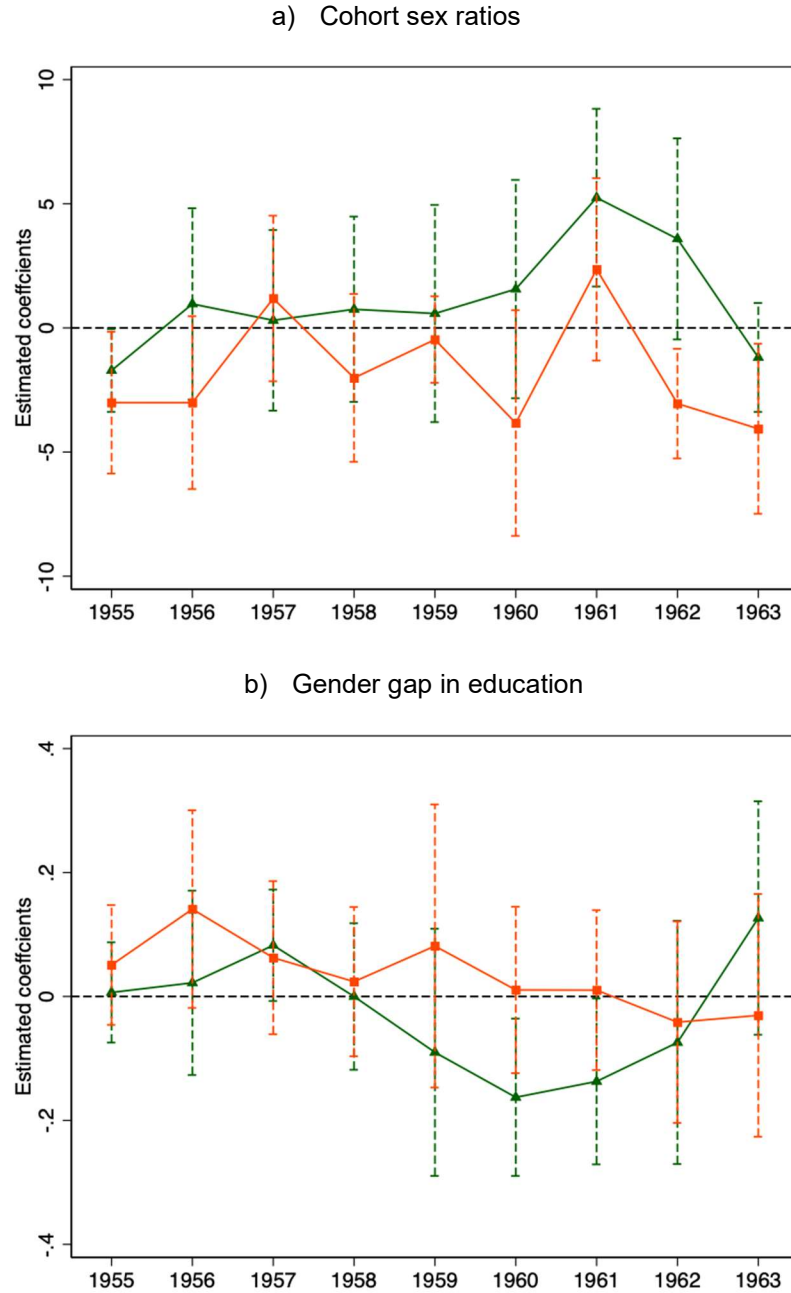 a) Cohort sex ratios
Estimated coeffcients
10
5
0
-5
-10
1955 1956 1957 1958 1959 1960 1961 1962 1963
b) Gender gap in education
Estimated coeffcients
.4
.2
0
-.2
-.4
1955 1956 1957 1958 1959 1960 1961 1962 1963